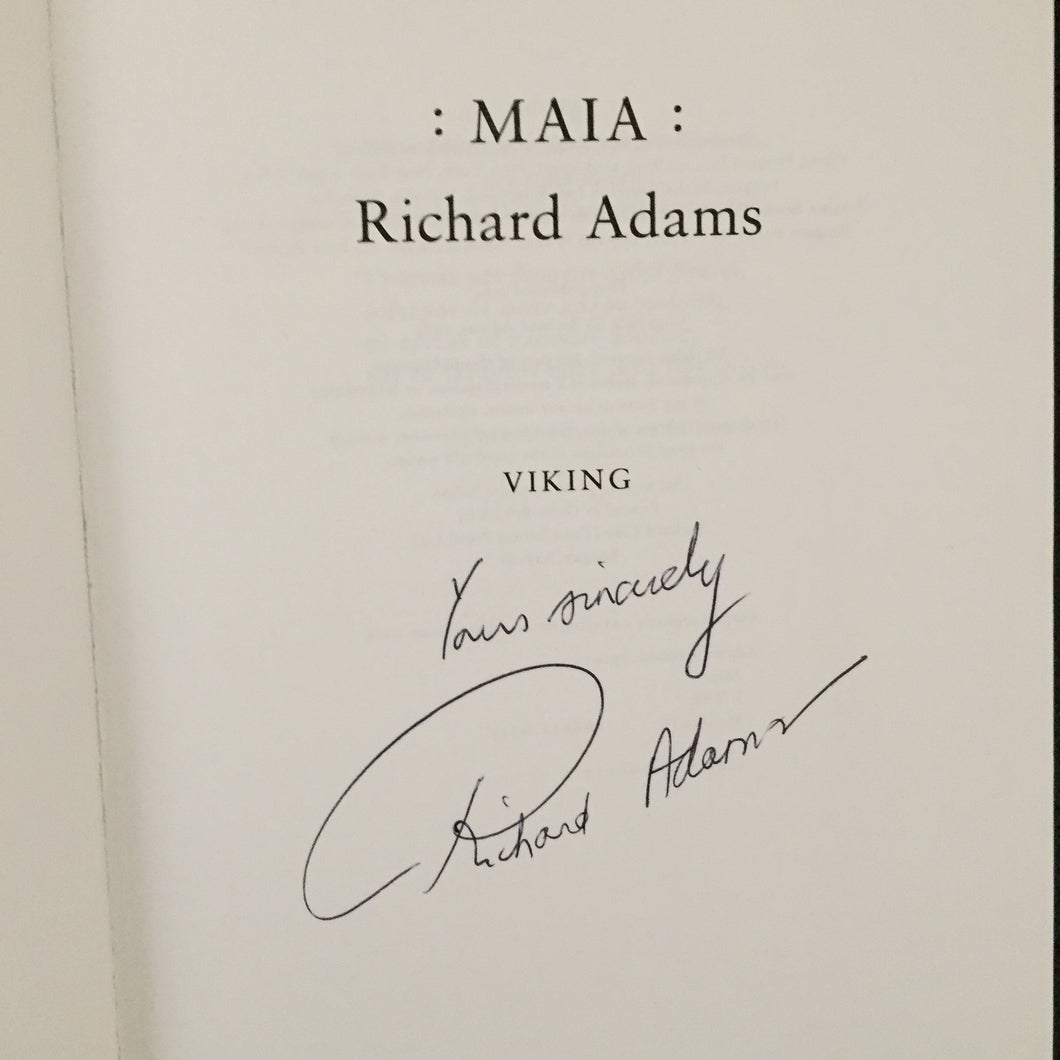 : MAIA :
Richard Adams
VIKING
Yours sincerely
Richard Adams